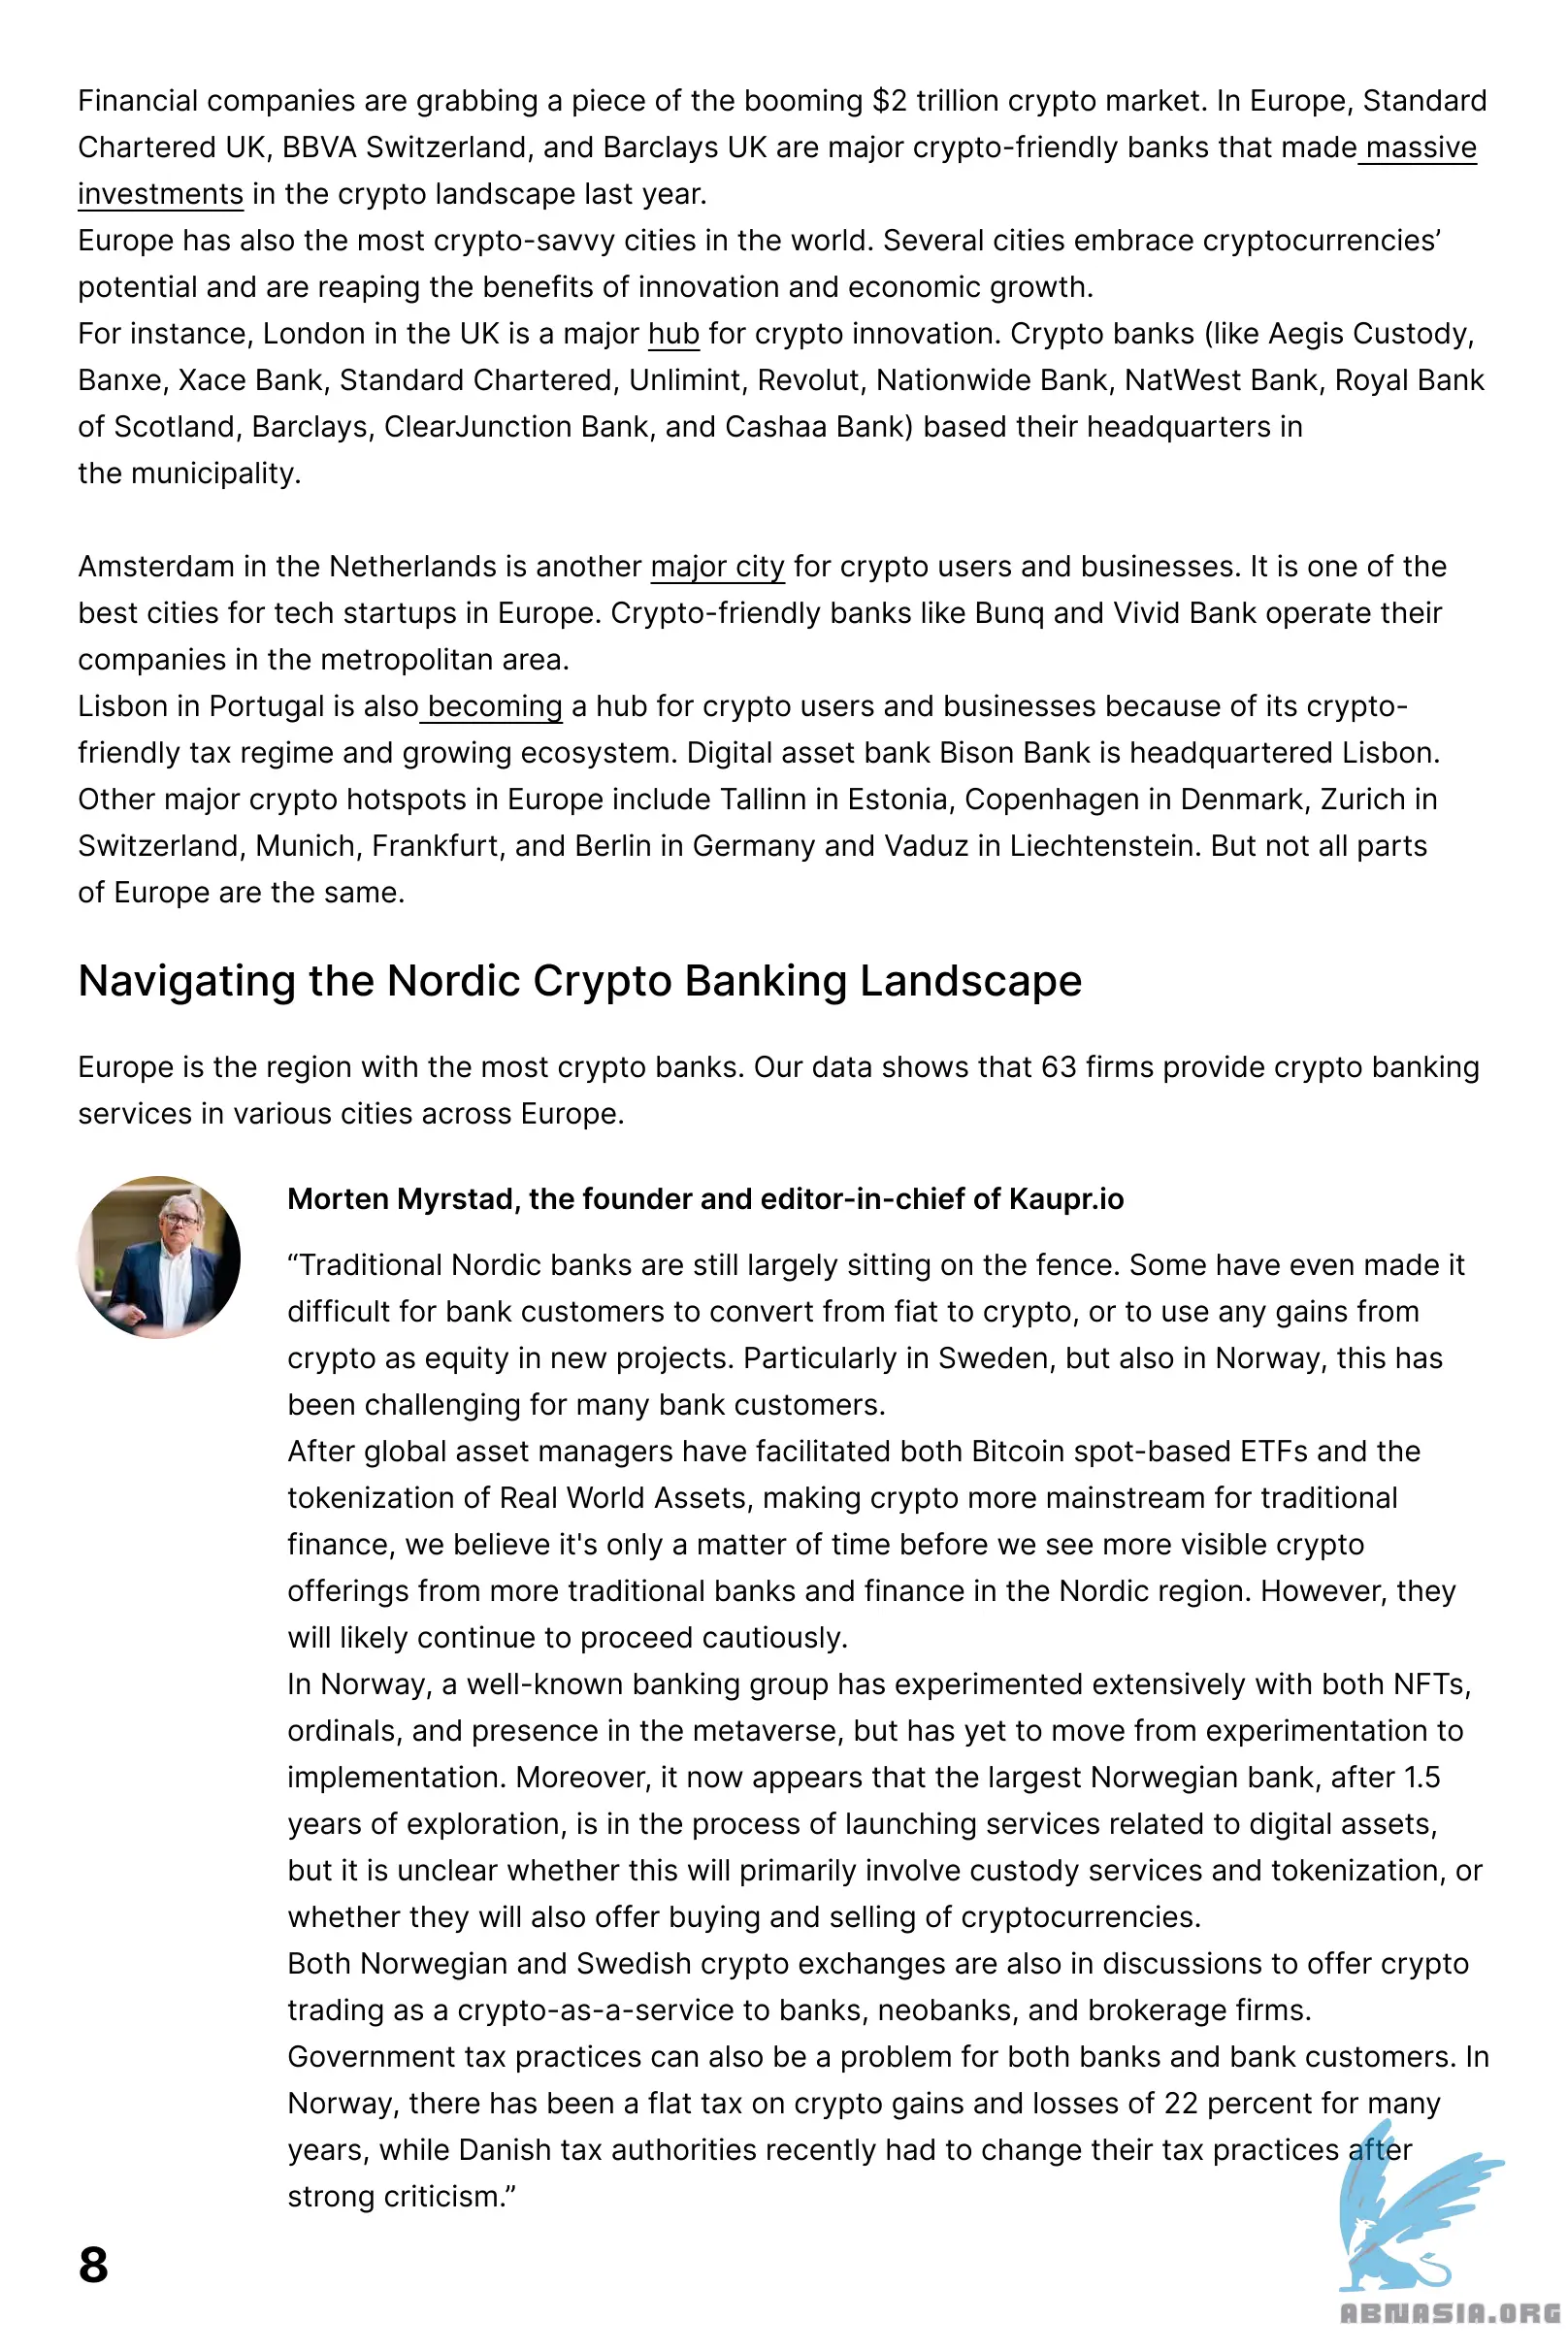 Financial companies are grabbing a piece of the booming $2 trillion crypto market. In Europe, Standard
Chartered UK, BBVA Switzerland, and Barclays UK are major crypto-friendly banks that made massive
investments in the crypto landscape last year.
Europe has also the most crypto-savvy cities in the world. Several cities embrace cryptocurrencies’
potential and are reaping the benefits of innovation and economic growth.
For instance, London in the UK is a major hub for crypto innovation. Crypto banks (like Aegis Custody,
Banxe, Xace Bank, Standard Chartered, Unlimint, Revolut, Nationwide Bank, NatWest Bank, Royal Bank
of Scotland, Barclays, ClearJunction Bank, and Cashaa Bank) based their headquarters in
the municipality.
Amsterdam in the Netherlands is another major city for crypto users and businesses. It is one of the
best cities for tech startups in Europe. Crypto-friendly banks like Bunq and Vivid Bank operate their
companies in the metropolitan area.
Lisbon in Portugal is also becoming a hub for crypto users and businesses because of its crypto-
friendly tax regime and growing ecosystem. Digital asset bank Bison Bank is headquartered Lisbon.
Other major crypto hotspots in Europe include Tallinn in Estonia, Copenhagen in Denmark, Zurich in
Switzerland, Munich, Frankfurt, and Berlin in Germany and Vaduz in Liechtenstein. But not all parts
of Europe are the same.
Navigating the Nordic Crypto Banking Landscape
Europe is the region with the most crypto banks. Our data shows that 63 firms provide crypto banking
services in various cities across Europe.
Morten Myrstad, the founder and editor-in-chief of Kaupr.io
“Traditional Nordic banks are still largely sitting on the fence. Some have even made it
difficult for bank customers to convert from fiat to crypto, or to use any gains from
crypto as equity in new projects. Particularly in Sweden, but also in Norway, this has
been challenging for many bank customers.
After global asset managers have facilitated both Bitcoin spot-based ETFs and the
tokenization of Real World Assets, making crypto more mainstream for traditional
finance, we believe it's only a matter of time before we see more visible crypto
offerings from more traditional banks and finance in the Nordic region. However, they
will likely continue to proceed cautiously.
In Norway, a well-known banking group has experimented extensively with both NFTs,
ordinals, and presence in the metaverse, but has yet to move from experimentation to
implementation. Moreover, it now appears that the largest Norwegian bank, after 1.5
years of exploration, is in the process of launching services related to digital assets,
but it is unclear whether this will primarily involve custody services and tokenization, or
whether they will also offer buying and selling of cryptocurrencies.
Both Norwegian and Swedish crypto exchanges are also in discussions to offer crypto
trading as a crypto-as-a-service to banks, neobanks, and brokerage firms.
Government tax practices can also be a problem for both banks and bank customers. In
Norway, there has been a flat tax on crypto gains and losses of 22 percent for many
years, while Danish tax authorities recently had to change their tax practices after
strong criticism.”
8
ABNASIA.ORG